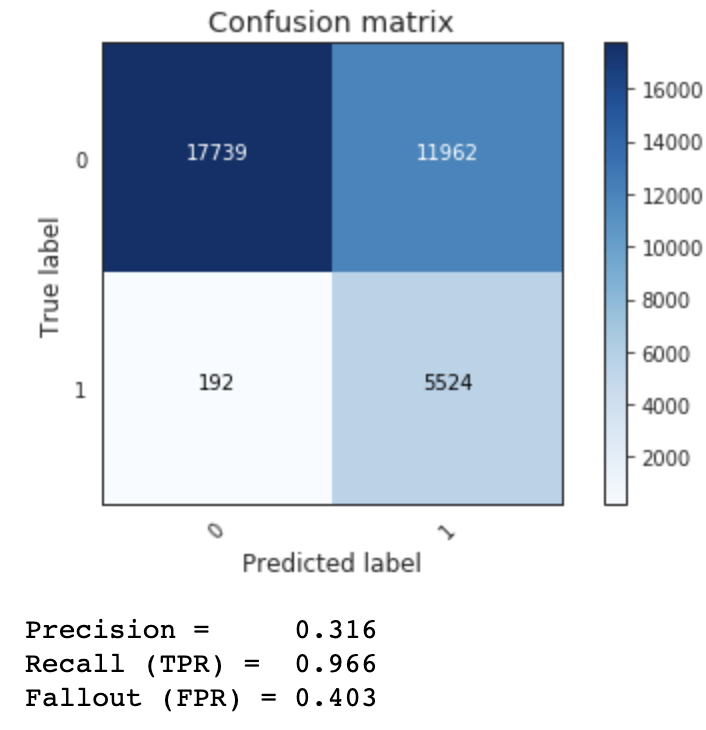 Confusion matrix
0
17739
11962
1
192
5524
True label
0
1
Predicted label
16000
14000
12000
10000
8000
6000
4000
2000
Precision = 0.316
Recall (TPR) = 0.966
Fallout (FPR) = 0.403